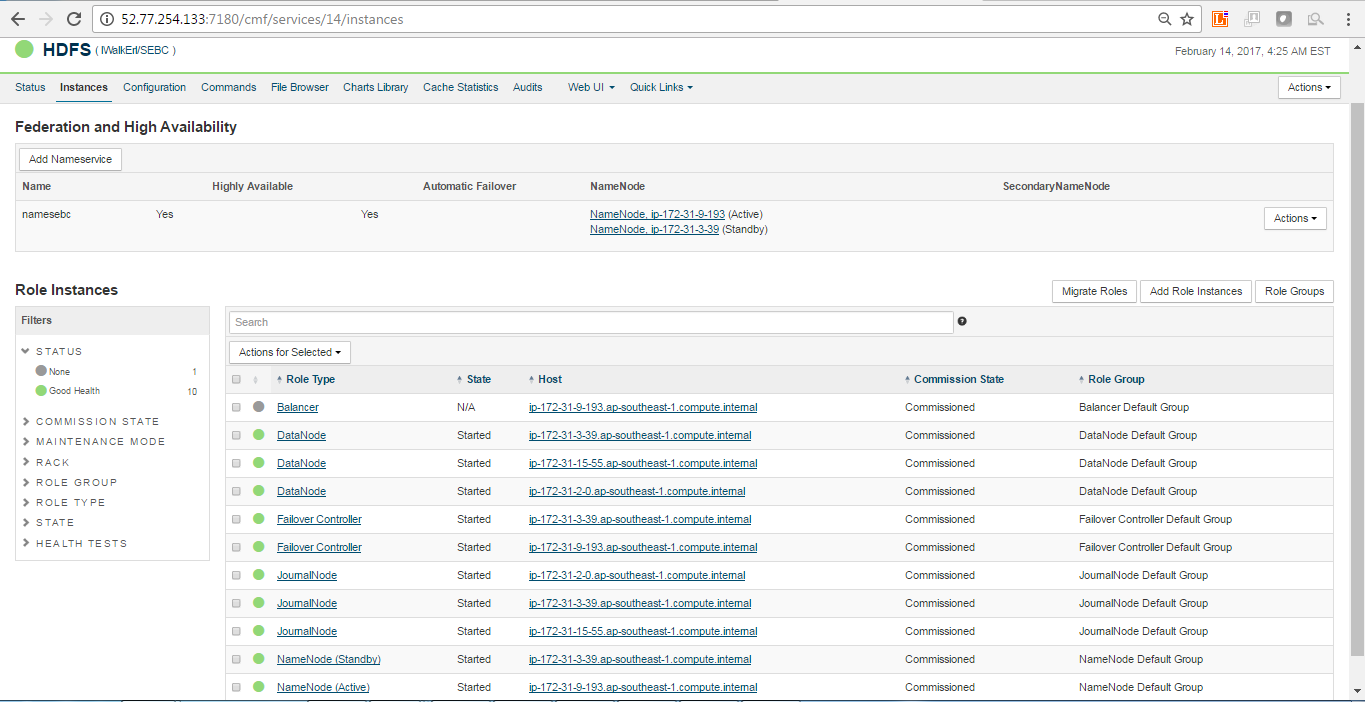 52.77.254.133:7180/cmf/services/14/instances
HDFS ( IWalkErl/SEBC )
February 14, 2017, 4:25 AM EST
Status Instances Configuration Commands File Browser Charts Library Cache Statistics Audits Web UI Quick Links Actions
Federation and High Availability
Add Nameservice
Name Highly Available Automatic Failover NameNode SecondaryNameNode
namesebc Yes Yes NameNode, ip-172-31-9-193 (Active) Actions
NameNode, ip-172-31-3-39 (Standby)
Role Instances Migrate Roles Add Role Instances Role Groups
Filters
STATUS
None 1
Good Health 10
COMMISSION STATE
MAINTENANCE MODE
RACK
ROLE GROUP
ROLE TYPE
STATE
HEALTH TESTS
Search
Actions for Selected
Role Type State Host Commission State Role Group
Balancer N/A ip-172-31-9-193.ap-southeast-1.compute.internal Commissioned Balancer Default Group
DataNode Started ip-172-31-3-39.ap-southeast-1.compute.internal Commissioned DataNode Default Group
DataNode Started ip-172-31-15-55.ap-southeast-1.compute.internal Commissioned DataNode Default Group
DataNode Started ip-172-31-2-0.ap-southeast-1.compute.internal Commissioned DataNode Default Group
Failover Controller Started ip-172-31-3-39.ap-southeast-1.compute.internal Commissioned Failover Controller Default Group
Failover Controller Started ip-172-31-9-193.ap-southeast-1.compute.internal Commissioned Failover Controller Default Group
JournalNode Started ip-172-31-2-0.ap-southeast-1.compute.internal Commissioned JournalNode Default Group
JournalNode Started ip-172-31-3-39.ap-southeast-1.compute.internal Commissioned JournalNode Default Group
JournalNode Started ip-172-31-15-55.ap-southeast-1.compute.internal Commissioned JournalNode Default Group
NameNode (Standby) Started ip-172-31-3-39.ap-southeast-1.compute.internal Commissioned NameNode Default Group
NameNode (Active) Started ip-172-31-9-193.ap-southeast-1.compute.internal Commissioned NameNode Default Group